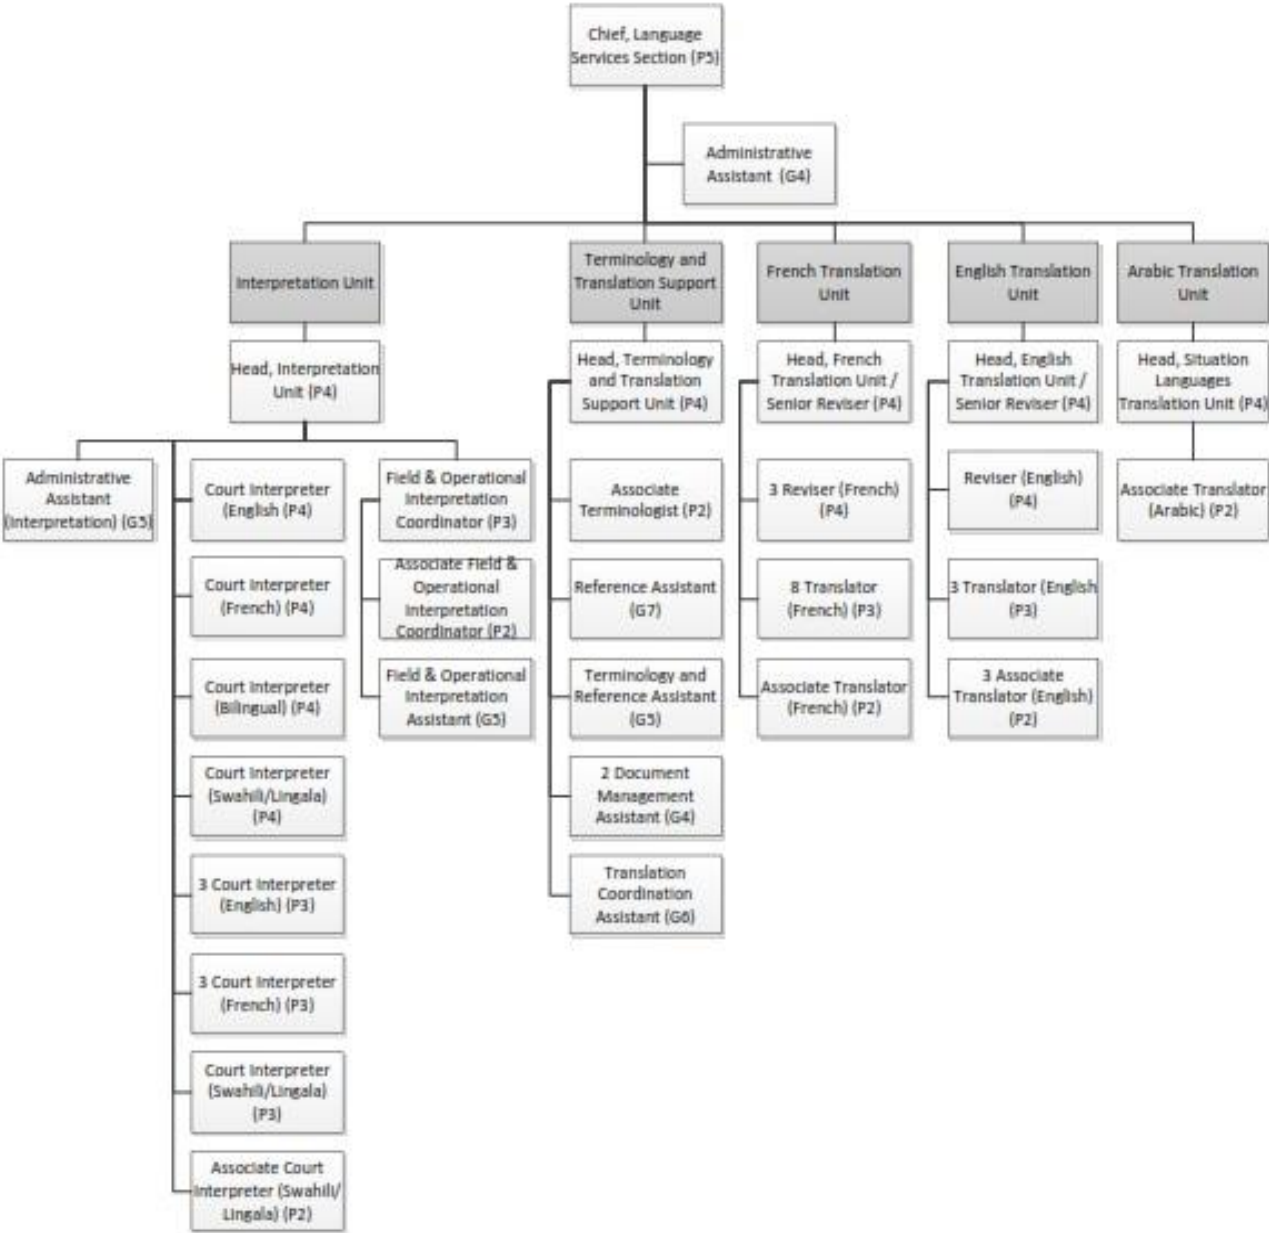 Chief, Language
Services Section (P5)
Administrative
Assistant (G4)
Interpretation Unit
Terminology and
Translation Support
Unit
French Translation
Unit
English Translation
Unit
Arabic Translation
Unit
Head, Interpretation
Unit (P4)
Head, Terminology
and Translation
Support Unit (P4)
Head, French
Translation Unit /
Senior Reviser (P4)
Head, English
Translation Unit /
Senior Reviser (P4)
Head, Situation
Languages
Translation Unit (P4)
Administrative
Assistant
(Interpretation) (G5)
Court Interpreter
(English (P4)
Court Interpreter
(French) (P4)
Court Interpreter
(Bilingual) (P4)
Court Interpreter
(Swahili/Lingala)
(P4)
3 Court Interpreter
(English) (P3)
3 Court Interpreter
(French) (P3)
Court Interpreter
(Swahili/Lingala)
(P3)
Associate Court
Interpreter (Swahili/
Lingala) (P2)
Field & Operational
Interpretation
Coordinator (P3)
Associate Field &
Operational
Interpretation
Coordinator (P2)
Field & Operational
Interpretation
Assistant (G5)
Associate
Terminologist (P2)
Reference Assistant
(G7)
Terminology and
Reference Assistant
(G5)
2 Document
Management
Assistant (G4)
Translation
Coordination
Assistant (G6)
3 Reviser (French)
(P4)
8 Translator
(French) (P3)
Associate Translator
(French) (P2)
Reviser (English)
(P4)
3 Translator (English
(P3)
3 Associate
Translator (English)
(P2)
Associate Translator
(Arabic) (P2)